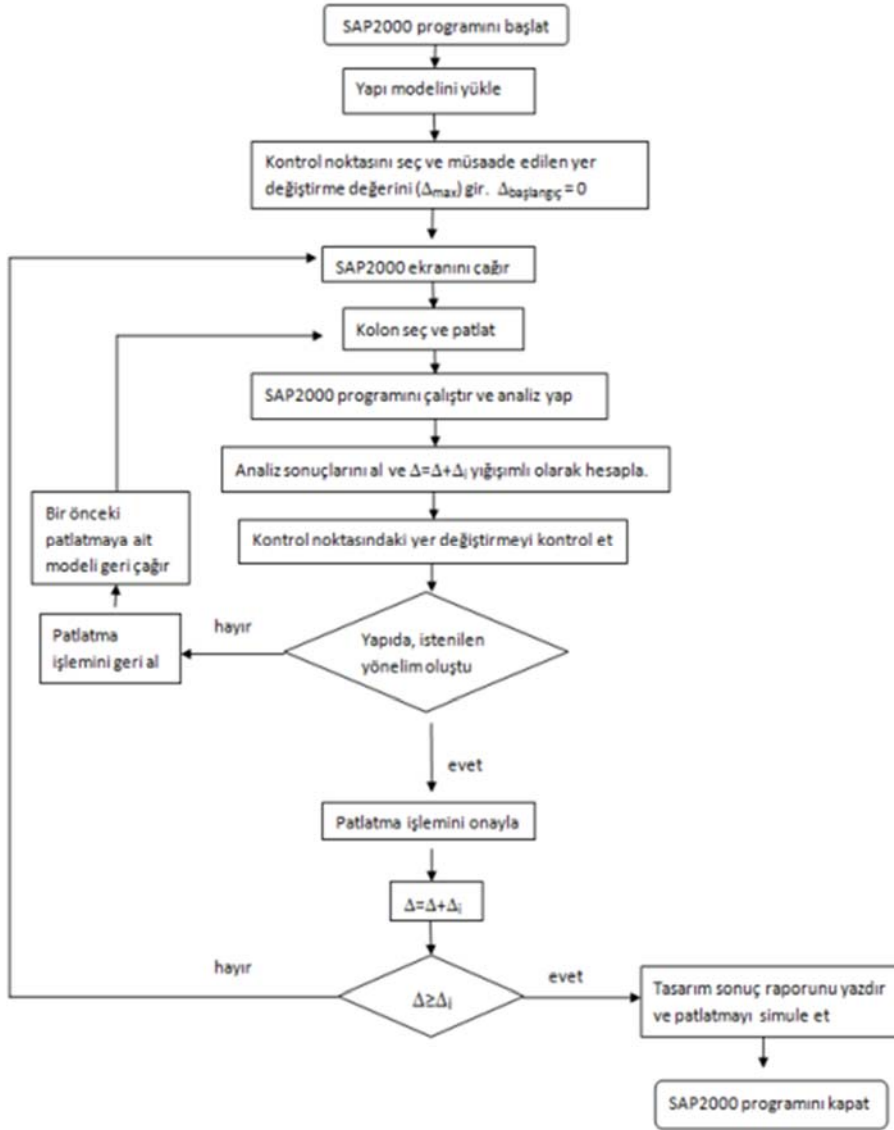 SAP2000 programını başlat
Yapı modelini yükle
Kontrol noktasını seç ve müsaade edilen yer
değiştirme değerini (Δmax) gir. Δbaşlangıç = 0
SAP2000 ekranını çağır
Kolon seç ve patlat
SAP2000 programını çalıştır ve analiz yap
Analiz sonuçlarını al ve Δ=Δ+Δi yığışımlı olarak hesapla.
Kontrol noktasındaki yer değiştirmeyi kontrol et
Yapıda, istenilen
yönelim oluştu
hayır
Patlatma
işlemini geri al
Bir önceki
patlatmaya ait
modeli geri çağır
evet
Patlatma işlemini onayla
Δ=Δ+Δi
Δ≥Δi
hayır
evet
Tasarım sonuç raporunu yazdır
ve patlatmayı simule et
SAP2000 programını kapat